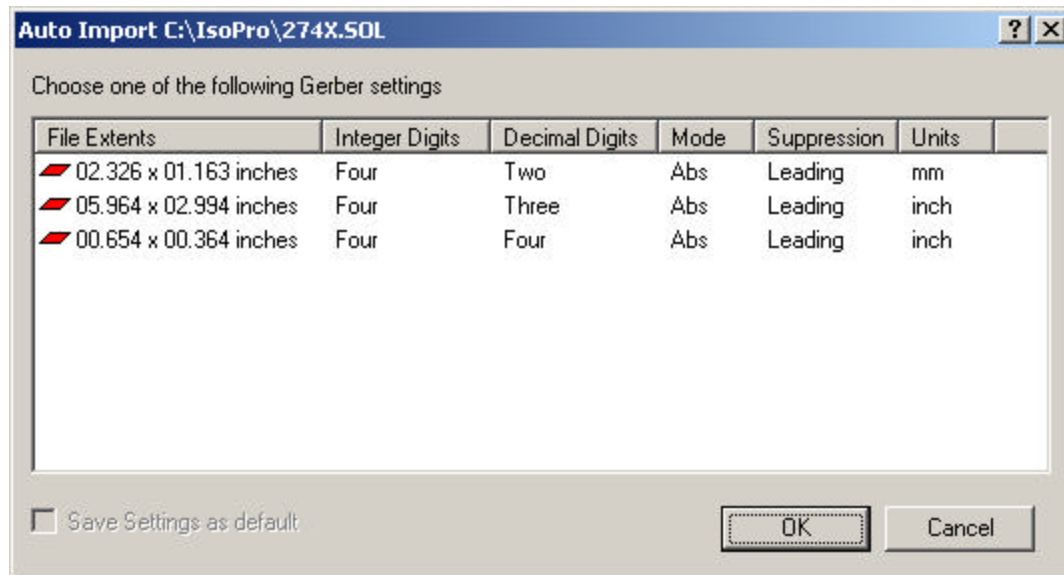 Auto Import C:\IsoPro\274X.SOL ? X
Choose one of the following Gerber settings
File Extents Integer Digits Decimal Digits Mode Suppression Units
02.326 x 01.163 inches Four Two Abs Leading mm
05.964 x 02.994 inches Four Three Abs Leading inch
00.654 x 00.364 inches Four Four Abs Leading inch
Save Settings as default OK Cancel